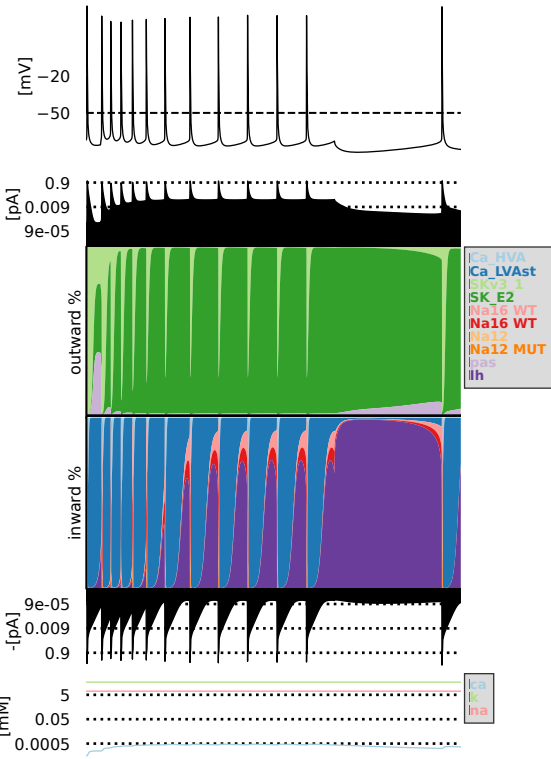 [mV]
−20
−50
[pA]
0.9
0.009
9e-05
outward %
Ca_HVA
Ca_LVAst
SKv3_1
SK_E2
Na16 WT
Na16 WT
Na12
Na12 MUT
pas
Ih
inward %
-[pA]
9e-05
0.009
0.9
[mM]
5
0.05
0.0005
ca
k
na